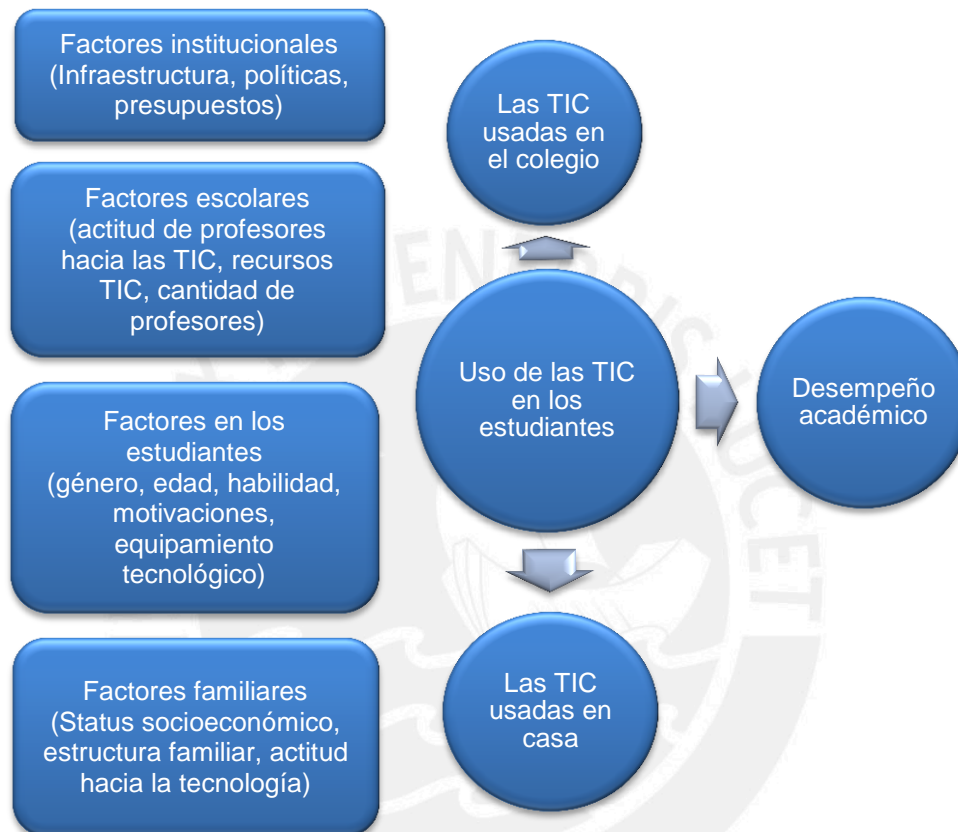 Factores institucionales
(Infraestructura, políticas,
presupuestos)
Factores escolares
(actitud de profesores
hacia las TIC, recursos
TIC, cantidad de
profesores)
Factores en los
estudiantes
(género, edad, habilidad,
motivaciones,
equipamiento
tecnológico)
Factores familiares
(Status socioeconómico,
estructura familiar, actitud
hacia la tecnología)
Las TIC
usadas en
el colegio
Uso de las TIC
en los
estudiantes
Desempeño
académico
Las TIC
usadas en
casa